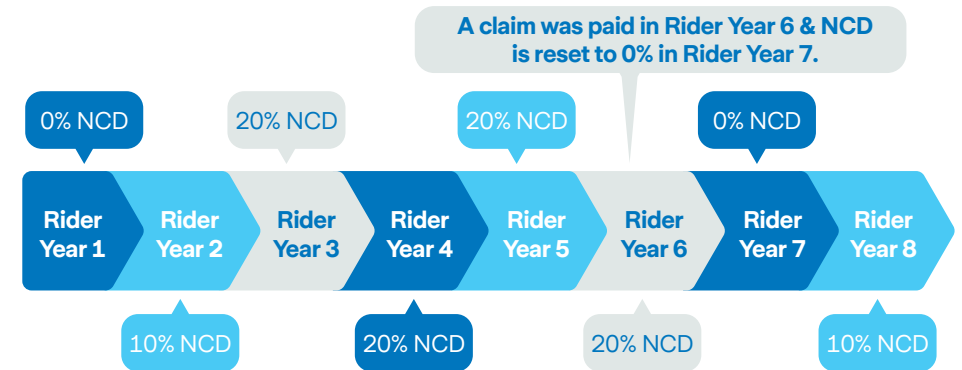 A claim was paid in Rider Year 6 & NCD
is reset to 0% in Rider Year 7.
0% NCD
20% NCD
20% NCD
0% NCD
Rider
Year 1
Rider
Year 2
Rider
Year 3
Rider
Year 4
Rider
Year 5
Rider
Year 6
Rider
Year 7
Rider
Year 8
10% NCD
20% NCD
20% NCD
10% NCD